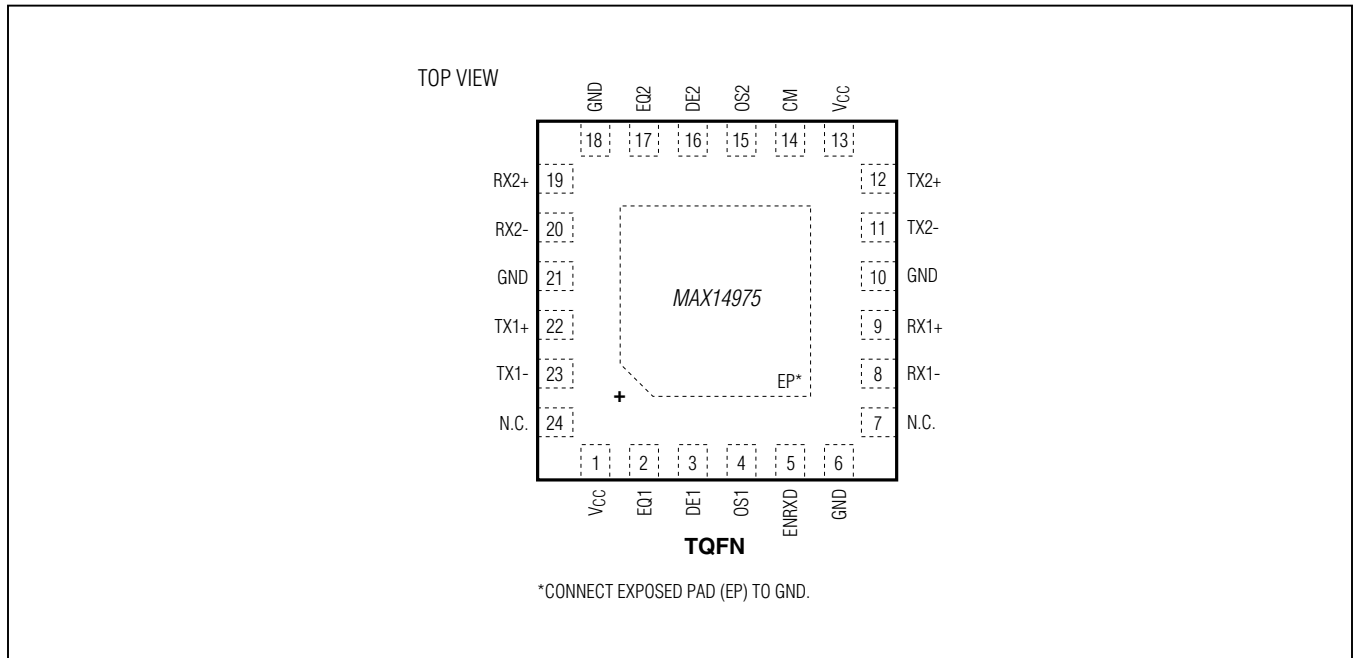 TOP VIEW
GND EQ2 DE2 OS2 CM VCC
18 17 16 15 14 13
RX2+ 19 12 TX2+
RX2- 20 11 TX2-
GND 21 10 GND
MAX14975
TX1+ 22 9 RX1+
TX1- 23 8 RX1-
EP*
+
N.C. 24 7 N.C.
1 2 3 4 5 6
VCC EQ1 DE1 OS1 ENRXD GND
TQFN
*CONNECT EXPOSED PAD (EP) TO GND.